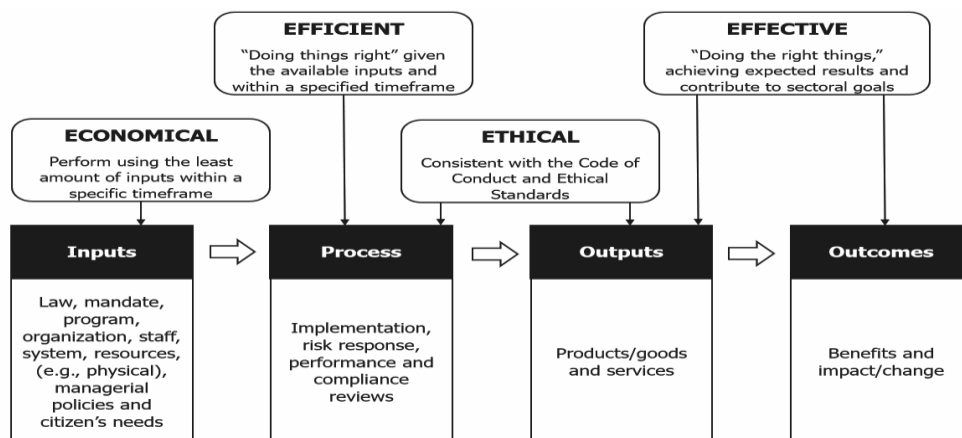 EFFICIENT
“Doing things right” given
the available inputs and
within a specified timeframe
EFFECTIVE
“Doing the right things,”
achieving expected results and
contribute to sectoral goals
ECONOMICAL
Perform using the least
amount of inputs within a
specific timeframe
ETHICAL
Consistent with the Code of
Conduct and Ethical
Standards
Inputs
Law, mandate,
program,
organization, staff,
system, resources,
(e.g., physical),
managerial
policies and
citizen’s needs
Process
Implementation,
risk response,
performance and
compliance
reviews
Outputs
Products/goods
and services
Outcomes
Benefits and
impact/change